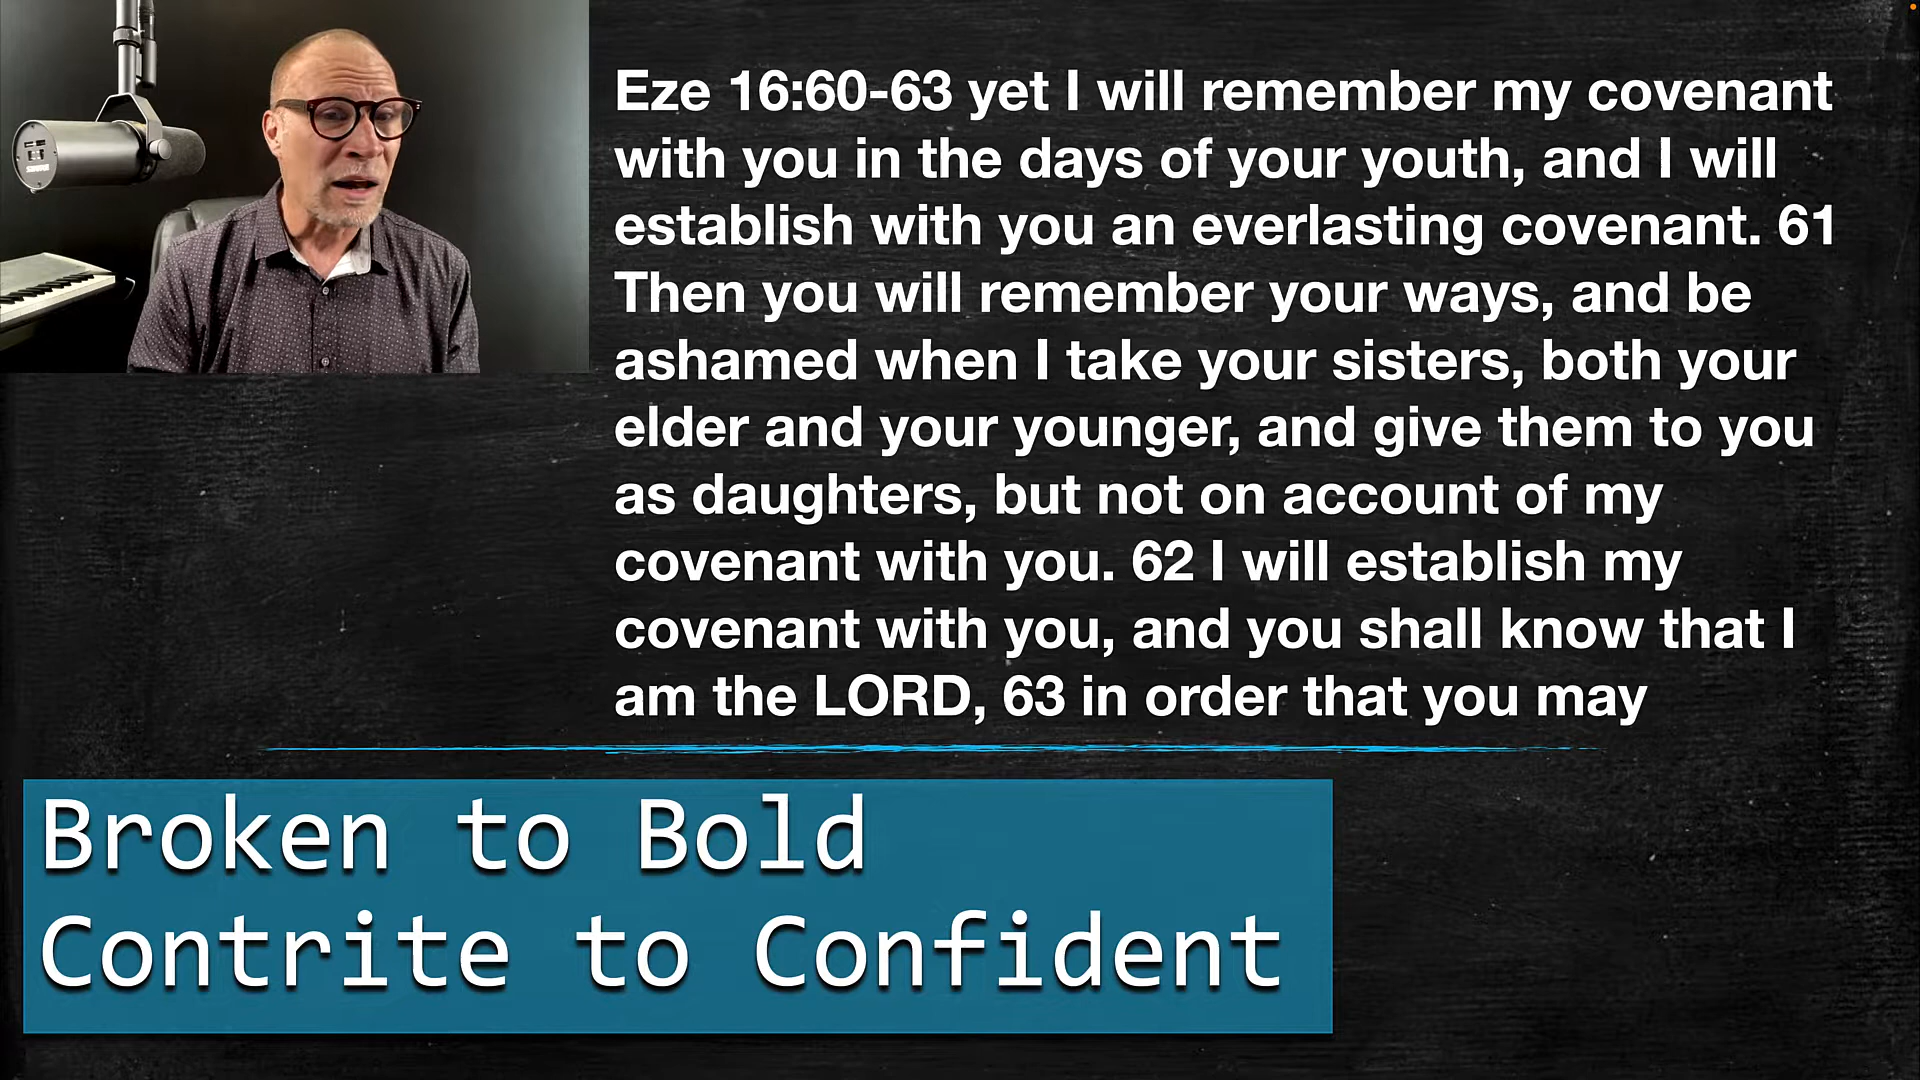 Eze 16:60-63 yet I will remember my covenant
with you in the days of your youth, and I will
establish with you an everlasting covenant. 61
Then you will remember your ways, and be
ashamed when I take your sisters, both your
elder and your younger, and give them to you
as daughters, but not on account of my
covenant with you. 62 I will establish my
covenant with you, and you shall know that I
am the LORD, 63 in order that you may
Broken to Bold
Contrite to Confident